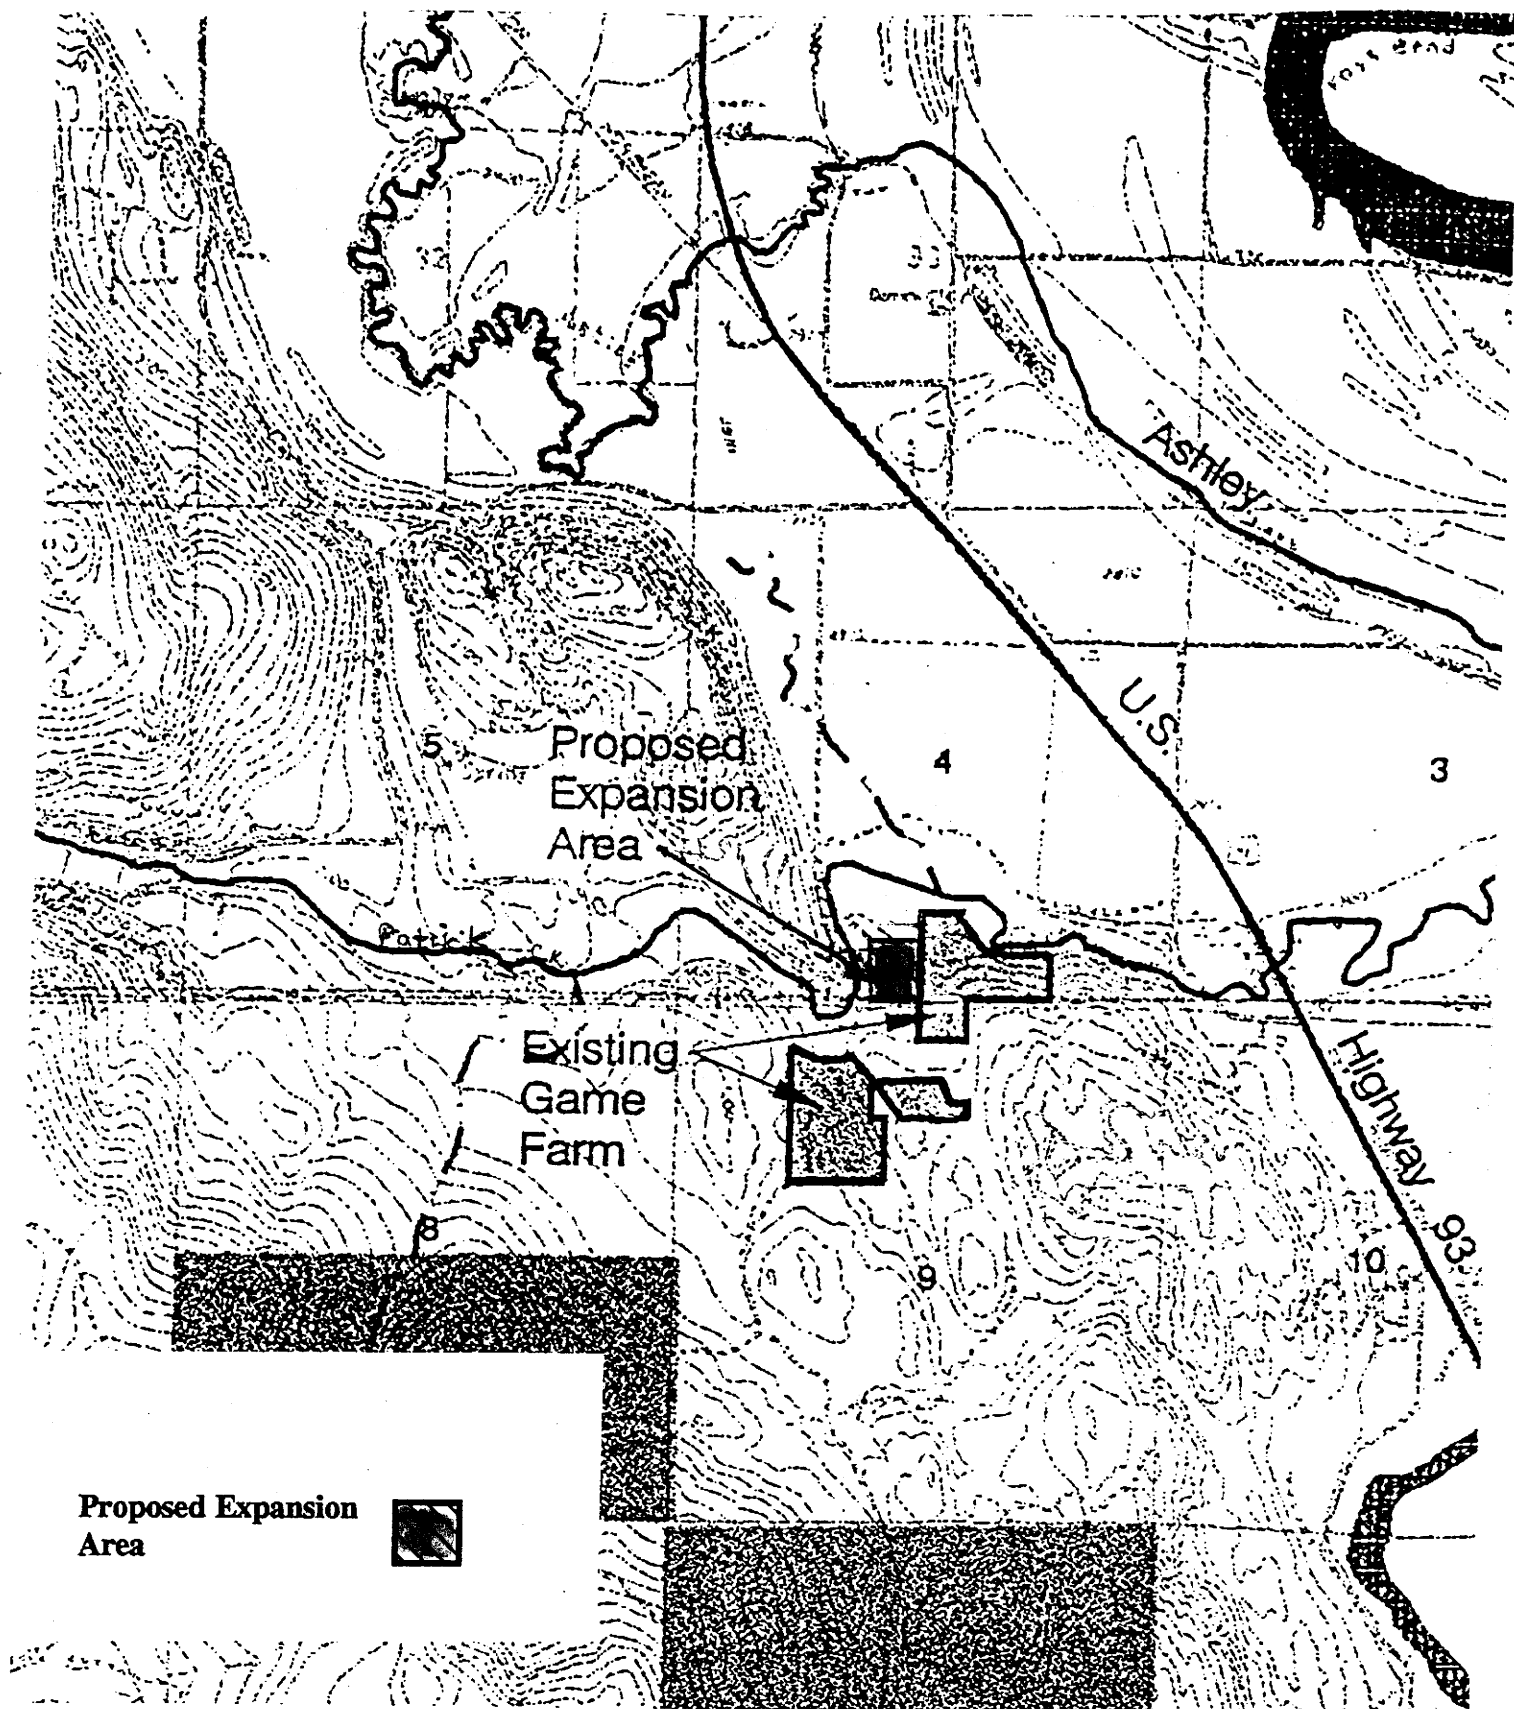 Ashley
U.S.
5
Proposed
Expansion
Area
4
3
Existing
Game
Farm
Highway 93
8
9
10
Proposed Expansion
Area